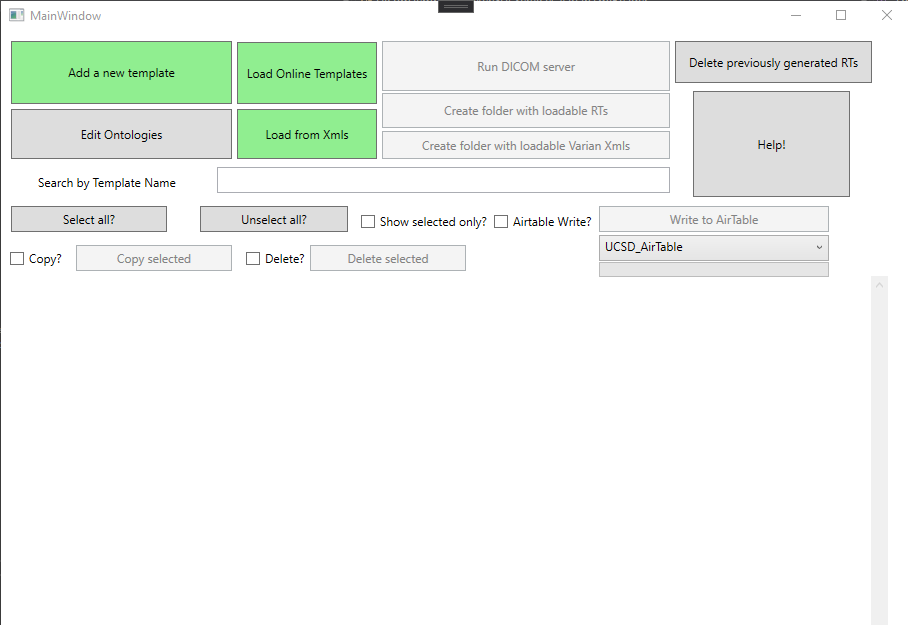 MainWindow
Add a new template
Load Online Templates
Run DICOM server
Delete previously generated RTs
Create folder with loadable RTs
Edit Ontologies
Load from Xmls
Create folder with loadable Varian Xmls
Help!
Search by Template Name
Select all?
Unselect all?
Show selected only?
Airtable Write?
Write to AirTable
UCSD_AirTable
Copy?
Copy selected
Delete?
Delete selected